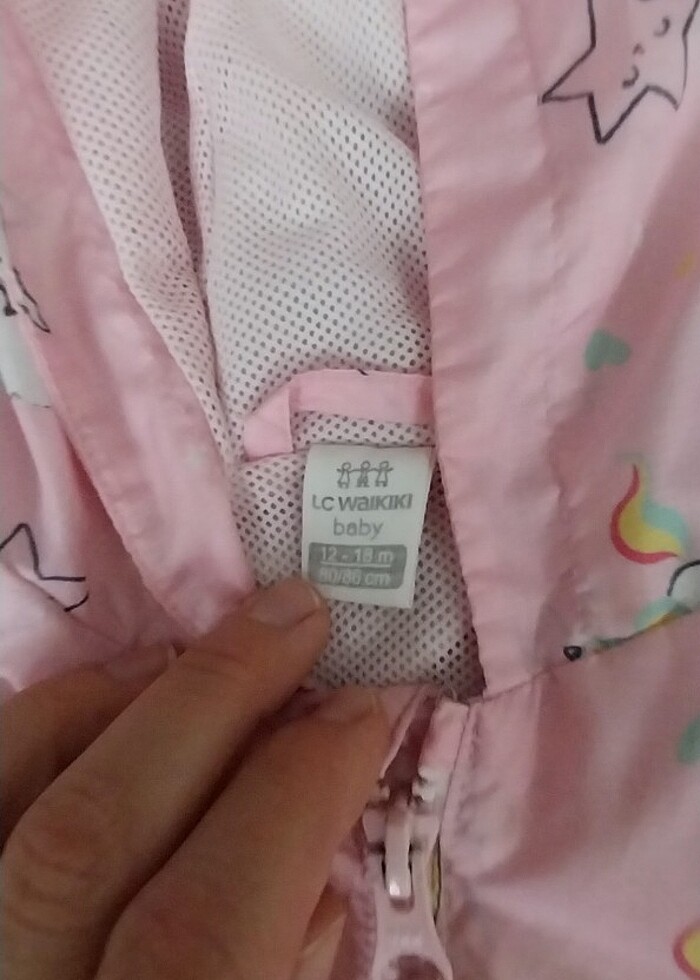 LC WAIKIKI
baby
12 - 18 m
80/86 cm